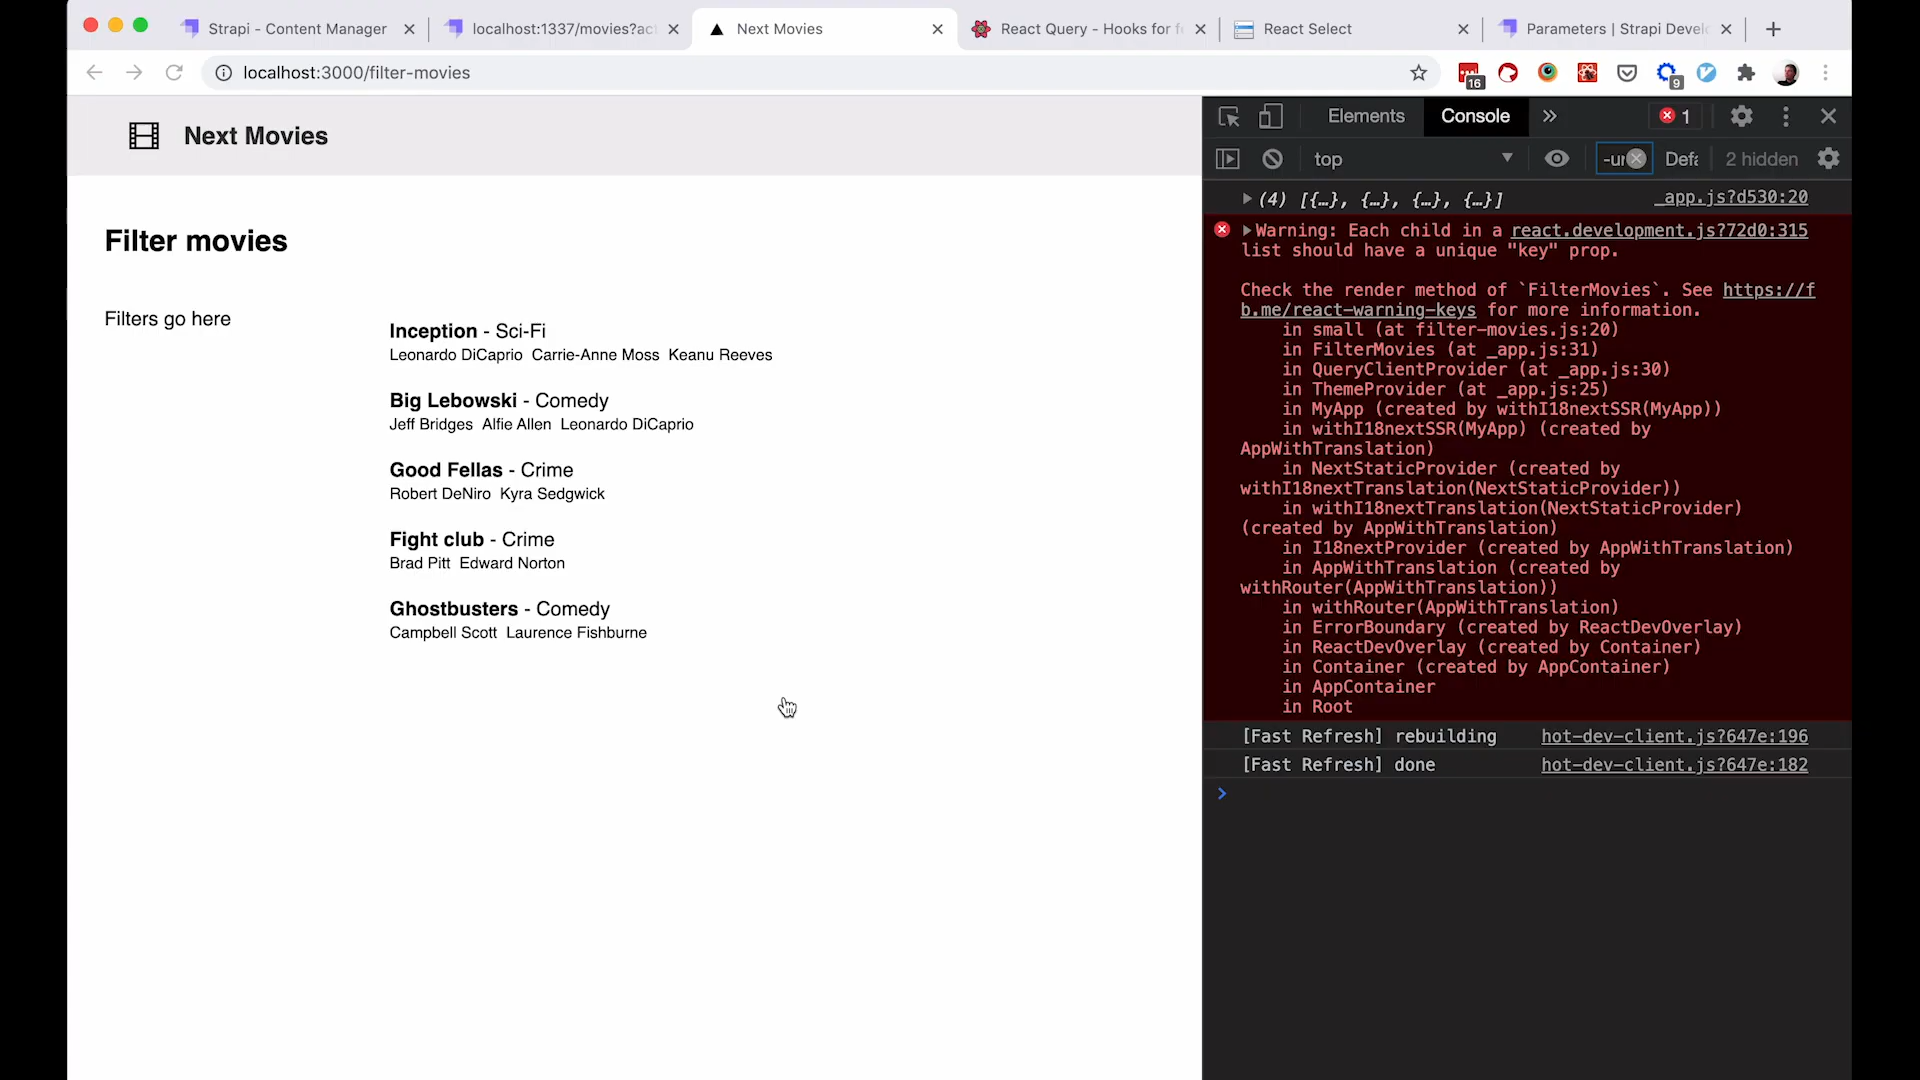 Strapi - Content Manager
localhost:1337/movies?ac
Next Movies
React Query - Hooks for f
React Select
Parameters | Strapi Devel
localhost:3000/filter-movies
16
9
Next Movies
Filter movies
Filters go here
Inception - Sci-Fi
Leonardo DiCaprio Carrie-Anne Moss Keanu Reeves
Big Lebowski - Comedy
Jeff Bridges Alfie Allen Leonardo DiCaprio
Good Fellas - Crime
Robert DeNiro Kyra Sedgwick
Fight club - Crime
Brad Pitt Edward Norton
Ghostbusters - Comedy
Campbell Scott Laurence Fishburne
Elements
Console
1
top
-ur
Defa
2 hidden
(4) [{…}, {…}, {…}, {…}]
_app.js?d530:20
Warning: Each child in a react.development.js?72d0:315
list should have a unique "key" prop.
Check the render method of `FilterMovies`. See https://f
b.me/react-warning-keys for more information.
in small (at filter-movies.js:20)
in FilterMovies (at _app.js:31)
in QueryClientProvider (at _app.js:30)
in ThemeProvider (at _app.js:25)
in MyApp (created by withI18nextSSR(MyApp))
in withI18nextSSR(MyApp) (created by
AppWithTranslation)
in NextStaticProvider (created by
withI18nextTranslation(NextStaticProvider))
in withI18nextTranslation(NextStaticProvider)
(created by AppWithTranslation)
in I18nextProvider (created by AppWithTranslation)
in AppWithTranslation (created by
withRouter(AppWithTranslation))
in withRouter(AppWithTranslation)
in ErrorBoundary (created by ReactDevOverlay)
in ReactDevOverlay (created by Container)
in Container (created by AppContainer)
in AppContainer
in Root
[Fast Refresh] rebuilding
hot-dev-client.js?647e:196
[Fast Refresh] done
hot-dev-client.js?647e:182